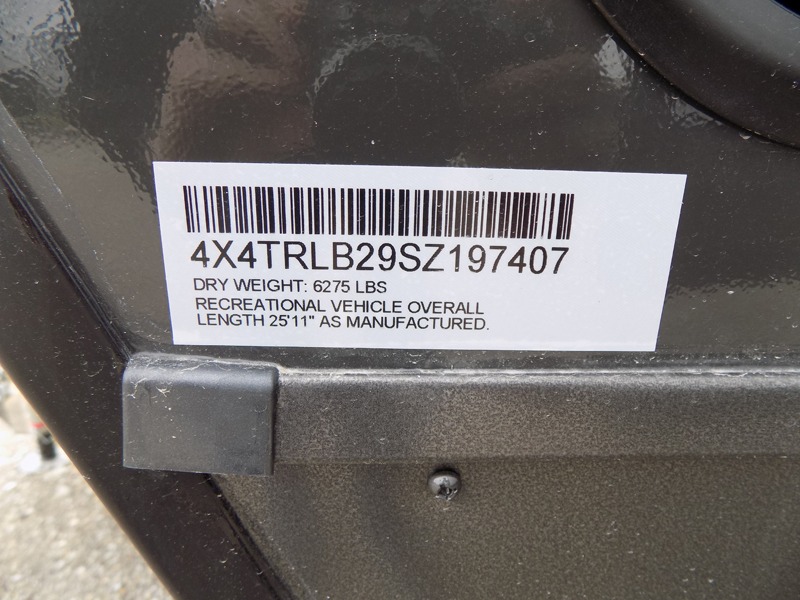 4X4TRLB29SZ197407
DRY WEIGHT: 6275 LBS
RECREATIONAL VEHICLE OVERALL
LENGTH 25'11" AS MANUFACTURED.